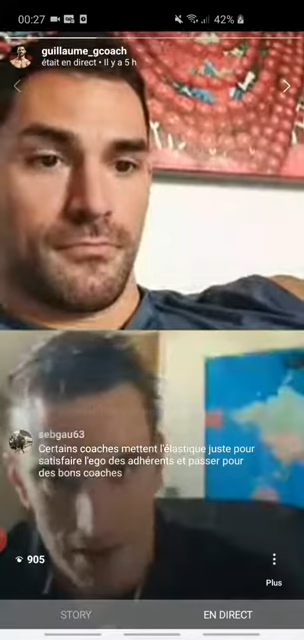 00:27 42%
guillaume_gcoach
était en direct • Il y a 5 h
sebgau63
Certains coaches mettent l'élastique juste pour
satisfaire l'ego des adhérents et passer pour
des bons coaches
905
Plus
STORY EN DIRECT